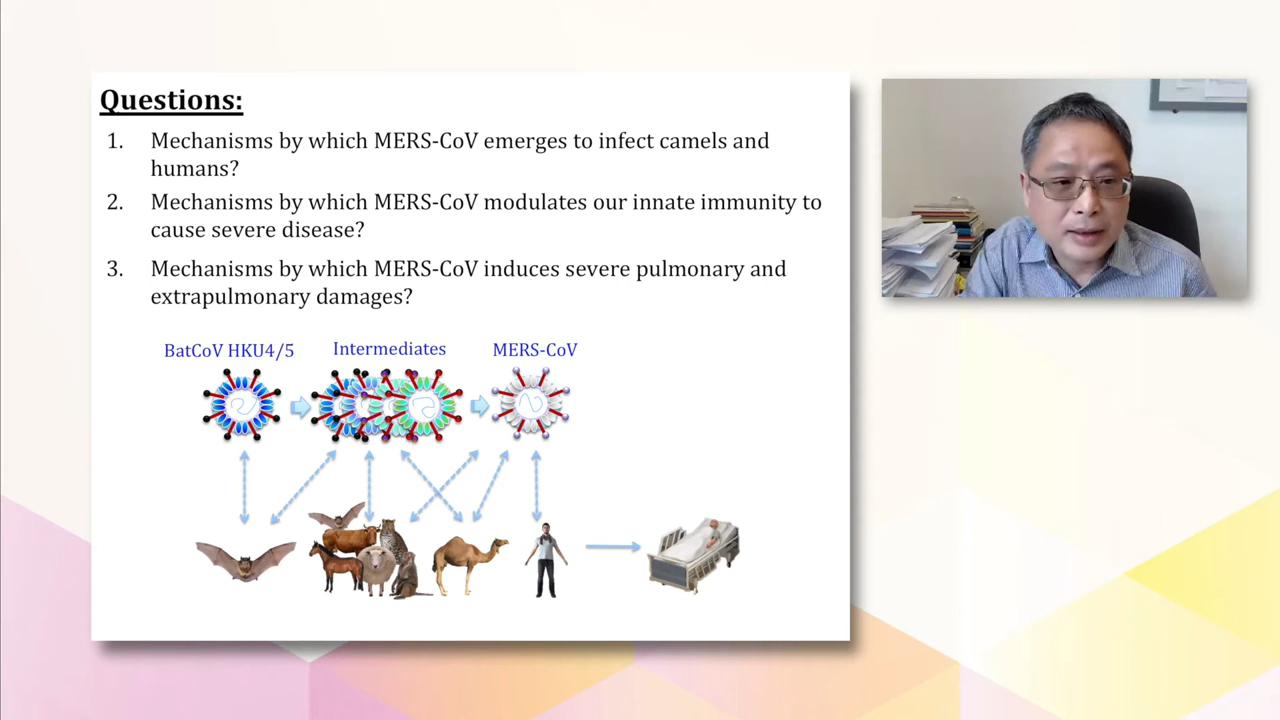 Questions:
1. Mechanisms by which MERS-CoV emerges to infect camels and
humans?
2. Mechanisms by which MERS-CoV modulates our innate immunity to
cause severe disease?
3. Mechanisms by which MERS-CoV induces severe pulmonary and
extrapulmonary damages?
BatCoV HKU4/5 Intermediates MERS-CoV